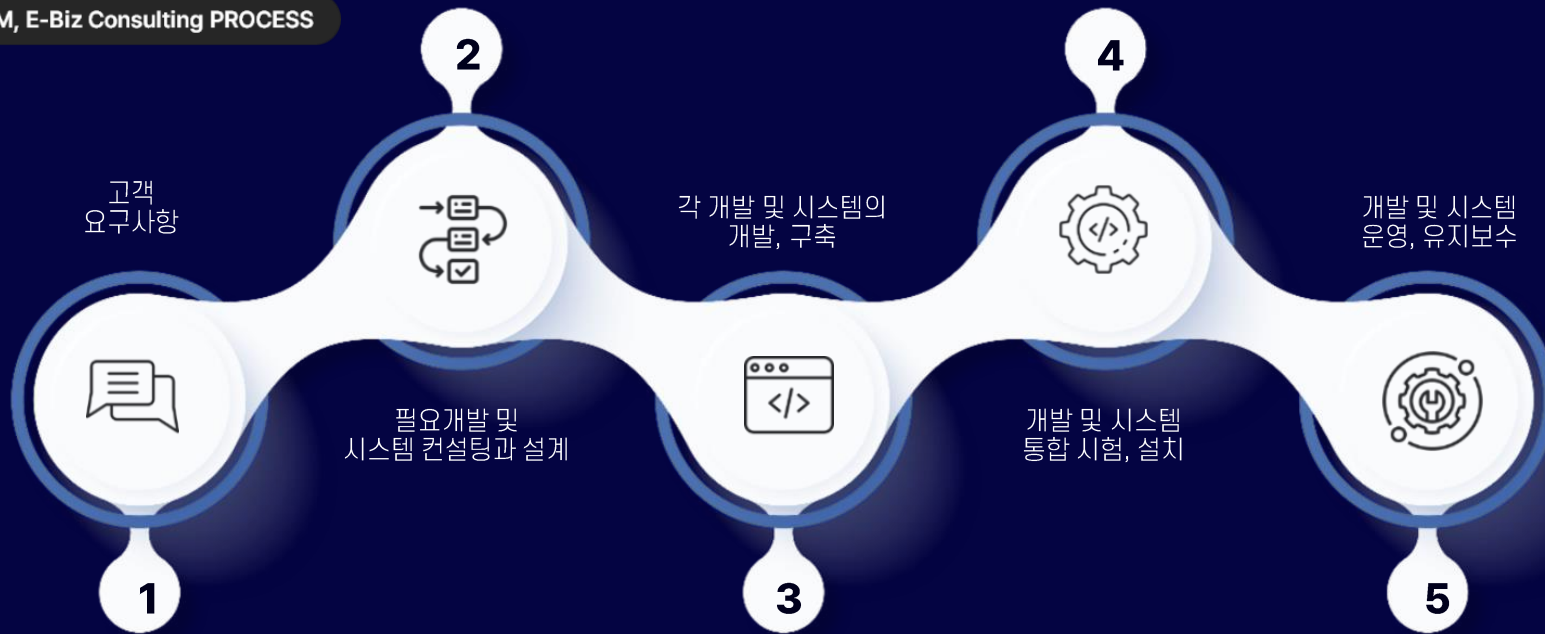 M, E-Biz Consulting PROCESS
1
고객
요구사항
2
필요개발 및
시스템 컨설팅과 설계
3
각 개발 및 시스템의
개발, 구축
4
개발 및 시스템
통합 시험, 설치
5
개발 및 시스템
운영, 유지보수